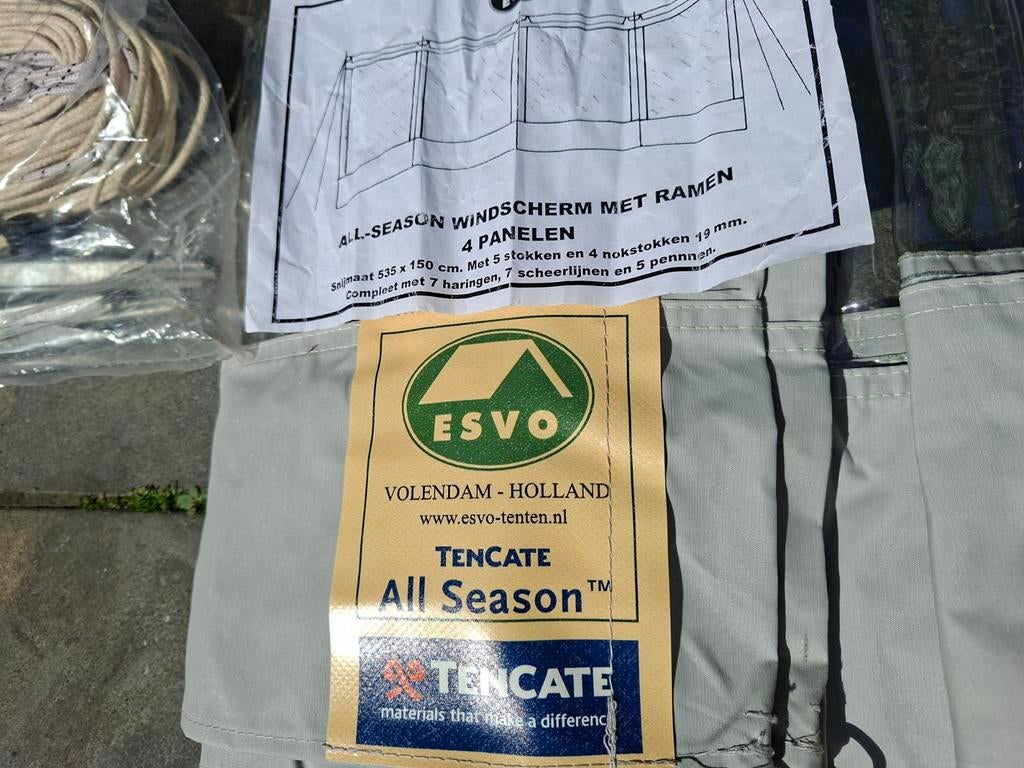 ALL-SEASON WINDSCHERM MET RAMEN
4 PANELEN
Snijmaat 535 x 150 cm. Met 5 stokken en 4 nokstokken 19 mm.
Compleet met 7 haringen, 7 scheerlijnen en 5 pennnen.
ESVO
VOLENDAM - HOLLAND
www.esvo-tenten.nl
TENCATE
All Season™
TENCATE
materials that make a differenc